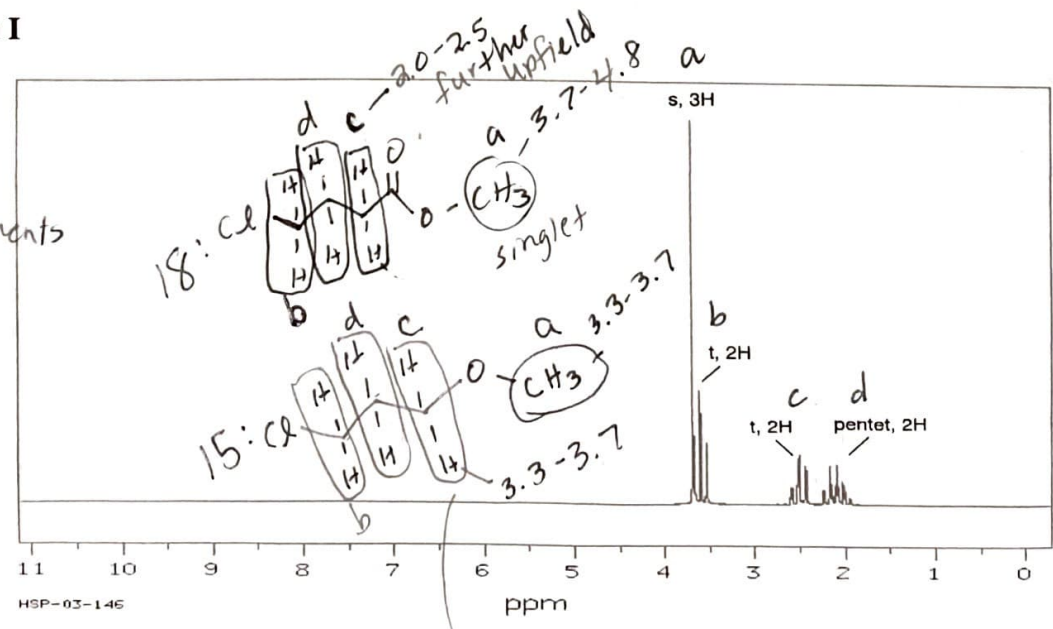 I
a
s, 3H
2.0-2.5
further
upfield
3.7-4.8
d
c
a
H
H
H
O
18: Cl
O
- CH3
H
H
H
singlet
b
b
t, 2H
c
d
t, 2H
pentet, 2H
d
c
a
3.3-3.7
H
H
H
O
- CH3
15: Cl
H
H
H
3.3-3.7
b
11 10 9 8 7 6 5 4 3 2 1 0
HSP-03-146
ppm